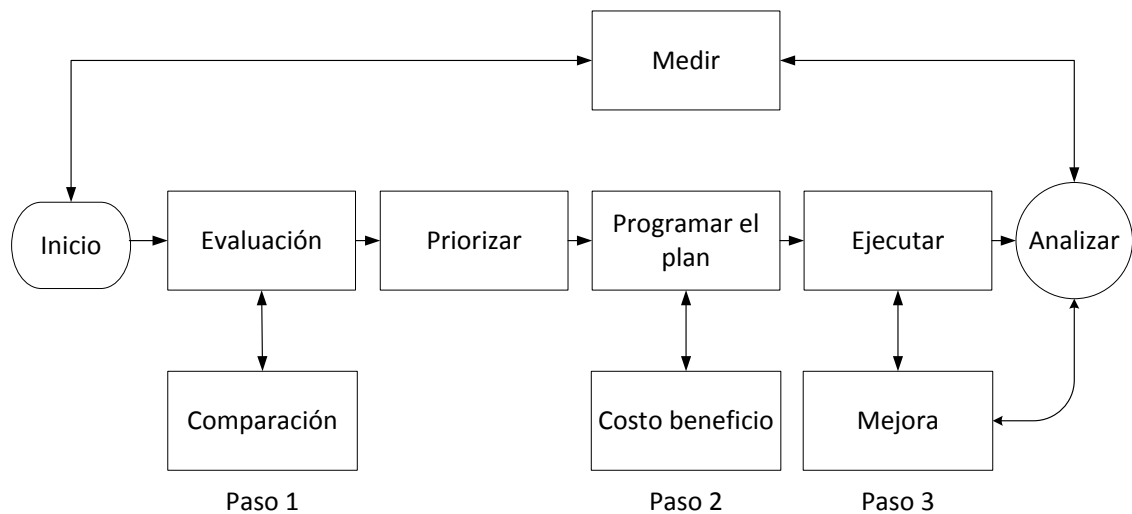 Medir
Inicio
Evaluación
Priorizar
Programar el
plan
Ejecutar
Analizar
Comparación
Costo beneficio
Mejora
Paso 1
Paso 2
Paso 3